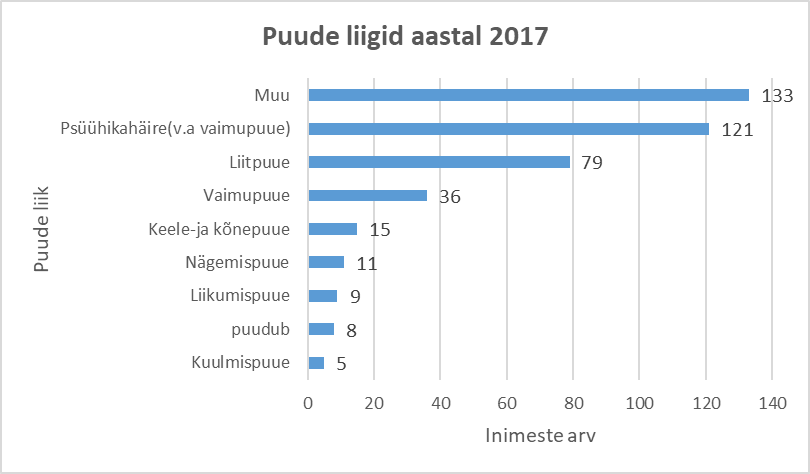 Puude liigid aastal 2017
Puude liik
Muu 133
Psüühikahäire(v.a vaimupuue) 121
Liitpuue 79
Vaimupuue 36
Keele-ja kõnepuue 15
Nägemispuue 11
Liikumispuue 9
puudub 8
Kuulmispuue 5
0 20 40 60 80 100 120 140
Inimeste arv